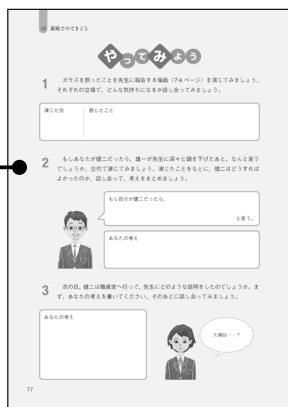 10 裏庭でのできごと
やってみよう
1 ガラスを割ったことを先生に報告する場面（74ページ）を演じてみましょう。
それぞれの立場で、どんな気持ちになるか話し合ってみましょう。
演じた役 感じたこと
2 もしあなたが健二だったら、雄一が先生に深々と頭を下げたあと、なんと言う
でしょうか。交代で演じてみましょう。演じたことをもとに、健二はどうすれば
よかったのか、話し合って、考えをまとめましょう。
もし自分が健二だったら、
と言う。
あなたの考え
3 次の日、健二は職員室へ行って、先生にどのような説明をしたのでしょうか。ま
ず、あなたの考えを書いてください。そのあとに話し合ってみましょう。
あなたの考え
大輔は……？
77